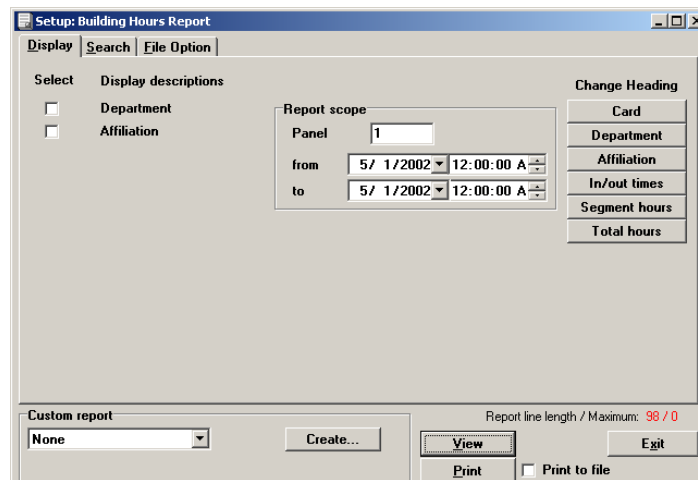 Setup: Building Hours Report
Display Search File Option
Select Display descriptions
Change Heading
Department
Affiliation
Report scope
Panel 1
from 5/ 1/2002 12:00:00 A
to 5/ 1/2002 12:00:00 A
Card
Department
Affiliation
In/out times
Segment hours
Total hours
Custom report
None
Create...
Report line length / Maximum: 98 / 0
View
Exit
Print
Print to file